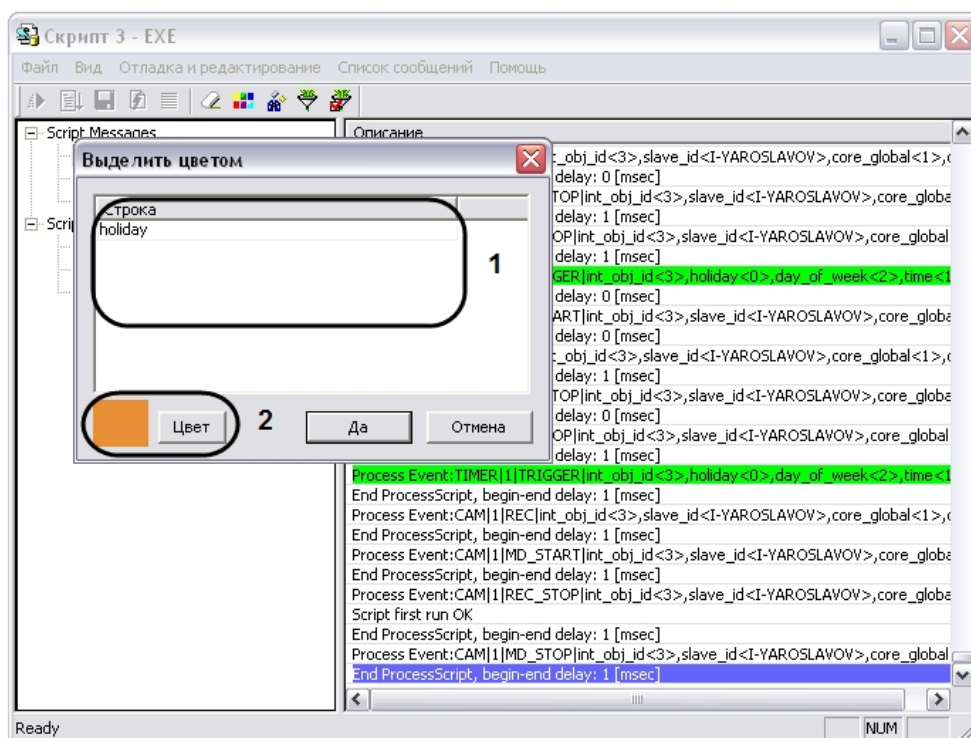 Скрипт 3 - EXE
Файл Вид Отладка и редактирование Список сообщений Помощь
Script Messages
Описание
Выделить цветом
Строка
holiday
1
Цвет
2
Да
Отмена
Scrip
t_obj_id<3>,slave_id<I-YAROSLAVOV>,core_global<1>,c
delay: 0 [msec]
TOP|int_obj_id<3>,slave_id<I-YAROSLAVOV>,core_globa
delay: 1 [msec]
OP|int_obj_id<3>,slave_id<I-YAROSLAVOV>,core_global
delay: 1 [msec]
GER|int_obj_id<3>,holiday<0>,day_of_week<2>,time<1
delay: 0 [msec]
ART|int_obj_id<3>,slave_id<I-YAROSLAVOV>,core_globa
delay: 0 [msec]
t_obj_id<3>,slave_id<I-YAROSLAVOV>,core_global<1>,c
delay: 1 [msec]
TOP|int_obj_id<3>,slave_id<I-YAROSLAVOV>,core_globa
delay: 0 [msec]
OP|int_obj_id<3>,slave_id<I-YAROSLAVOV>,core_global
delay: 1 [msec]
Process Event:TIMER|1|TRIGGER|int_obj_id<3>,holiday<0>,day_of_week<2>,time<1
End ProcessScript, begin-end delay: 1 [msec]
Process Event:CAM|1|REC|int_obj_id<3>,slave_id<I-YAROSLAVOV>,core_global<1>,c
End ProcessScript, begin-end delay: 1 [msec]
Process Event:CAM|1|MD_START|int_obj_id<3>,slave_id<I-YAROSLAVOV>,core_globa
End ProcessScript, begin-end delay: 1 [msec]
Process Event:CAM|1|REC_STOP|int_obj_id<3>,slave_id<I-YAROSLAVOV>,core_globa
Script first run OK
End ProcessScript, begin-end delay: 1 [msec]
Process Event:CAM|1|MD_STOP|int_obj_id<3>,slave_id<I-YAROSLAVOV>,core_global
End ProcessScript, begin-end delay: 1 [msec]
Ready
NUM